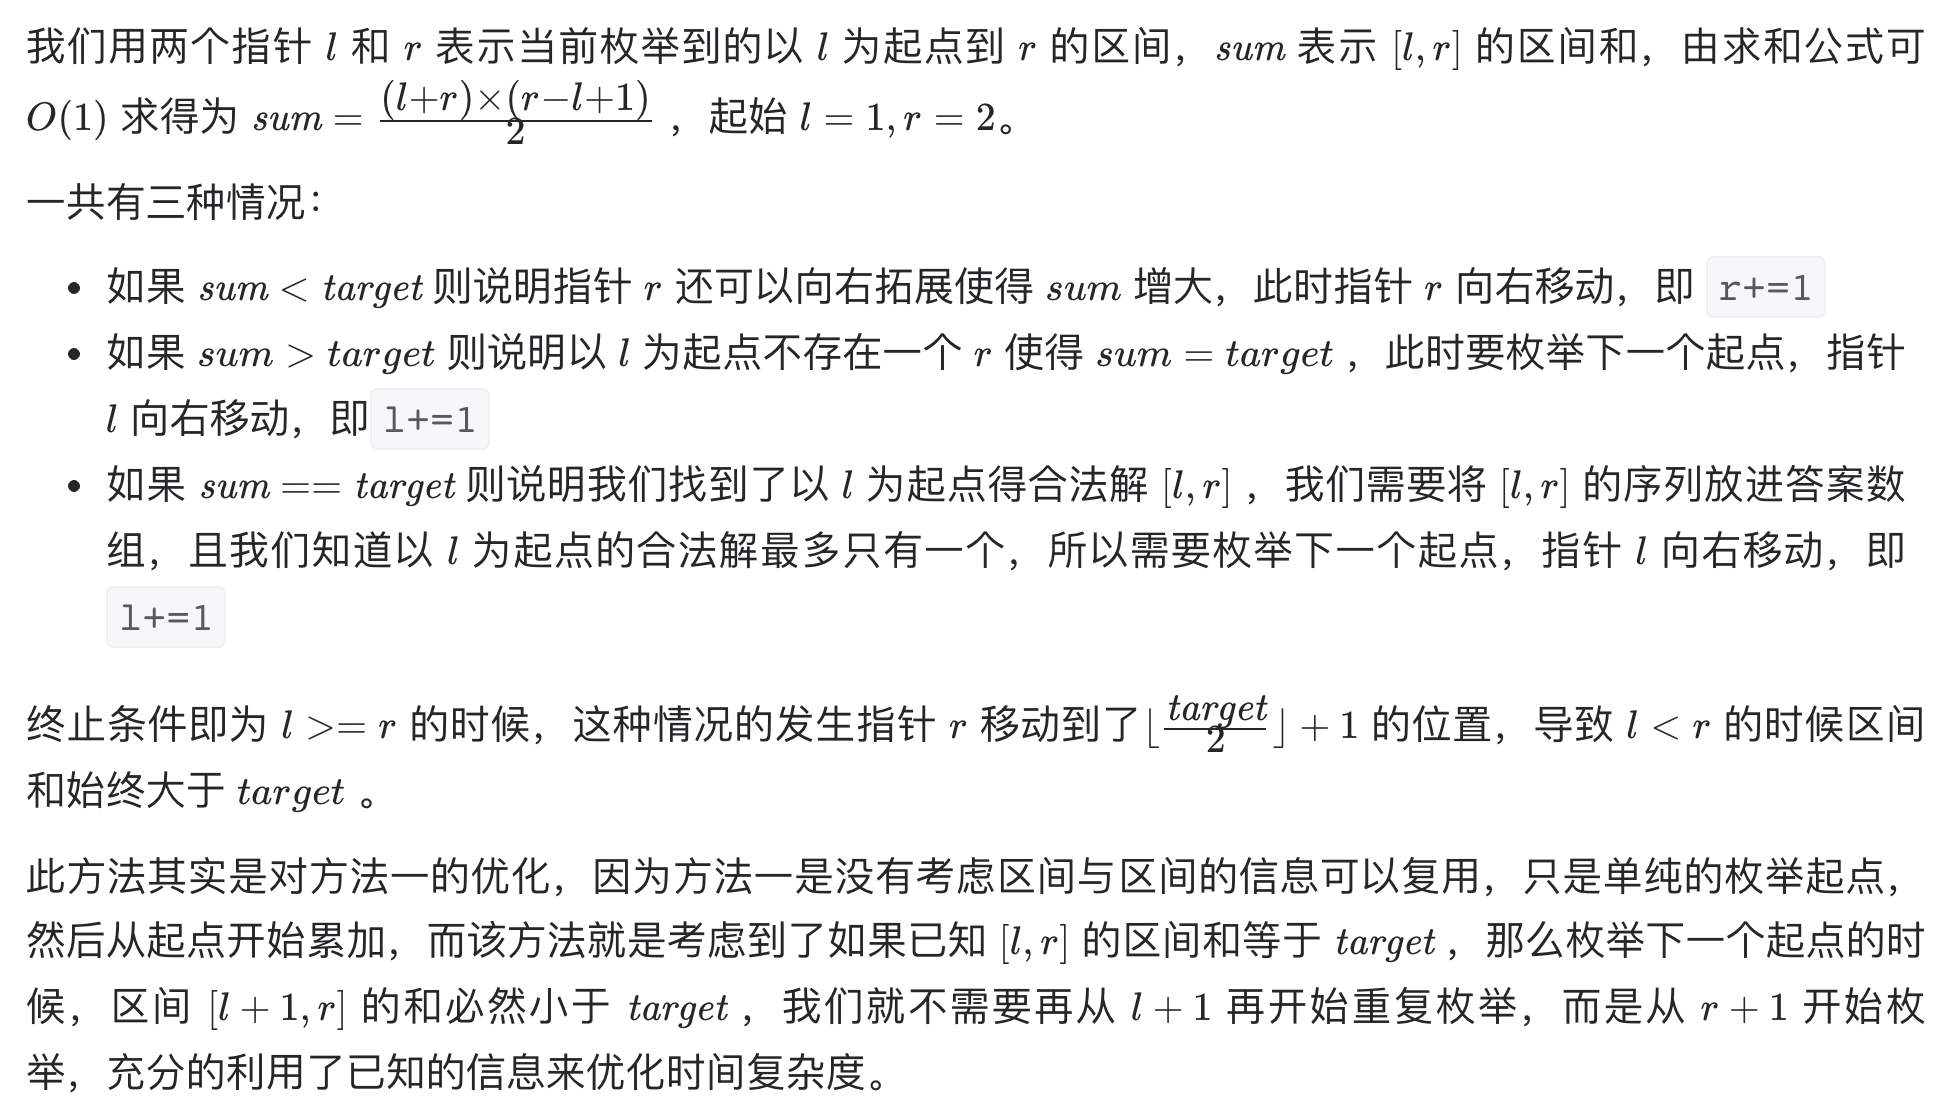 我们用两个指针 l 和 r 表示当前枚举到的以 l 为起点到 r 的区间，sum 表示 [l, r] 的区间和，由求和公式可
O(1) 求得为 sum = \frac{(l+r)×(r−l+1)}{2} ，起始 l = 1, r = 2。
一共有三种情况：
• 如果 sum < target 则说明指针 r 还可以向右拓展使得 sum 增大，此时指针 r 向右移动，即 r+=1
• 如果 sum > target 则说明以 l 为起点不存在一个 r 使得 sum = target ，此时要枚举下一个起点，指针
l 向右移动，即 l+=1
• 如果 sum == target 则说明我们找到了以 l 为起点得合法解 [l, r] ，我们需要将 [l, r] 的序列放进答案数
组，且我们知道以 l 为起点的合法解最多只有一个，所以需要枚举下一个起点，指针 l 向右移动，即
l+=1
终止条件即为 l >= r 的时候，这种情况的发生指针 r 移动到了⌊\frac{target}{2}⌋ + 1 的位置，导致 l < r 的时候区间
和始终大于 target 。
此方法其实是对方法一的优化，因为方法一是没有考虑区间与区间的信息可以复用，只是单纯的枚举起点，
然后从起点开始累加，而该方法就是考虑到了如果已知 [l, r] 的区间和等于 target ，那么枚举下一个起点的时
候，区间 [l + 1, r] 的和必然小于 target ，我们就不需要再从 l + 1 再开始重复枚举，而是从 r + 1 开始枚
举，充分的利用了已知的信息来优化时间复杂度。